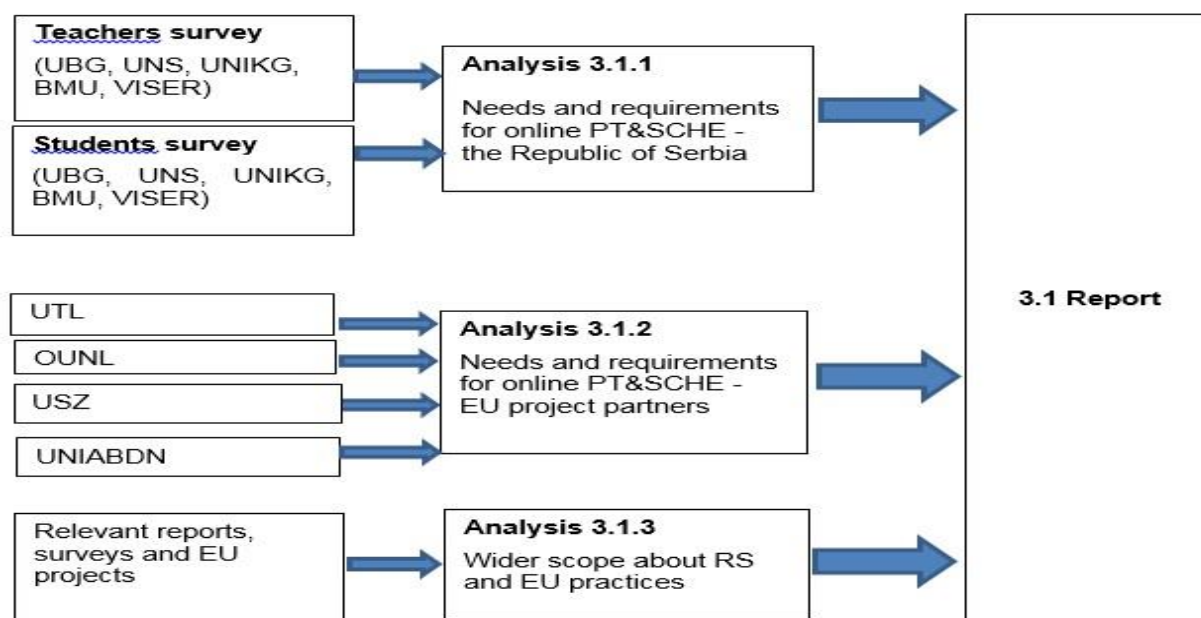 Teachers survey
(UBG, UNS, UNIKG,
BMU, VISER)
Students survey
(UBG, UNS, UNIKG,
BMU, VISER)
Analysis 3.1.1
Needs and requirements
for online PT&SCHE -
the Republic of Serbia
UTL
OUNL
USZ
UNIABDN
Analysis 3.1.2
Needs and requirements
for online PT&SCHE -
EU project partners
Relevant reports,
surveys and EU
projects
Analysis 3.1.3
Wider scope about RS
and EU practices
3.1 Report